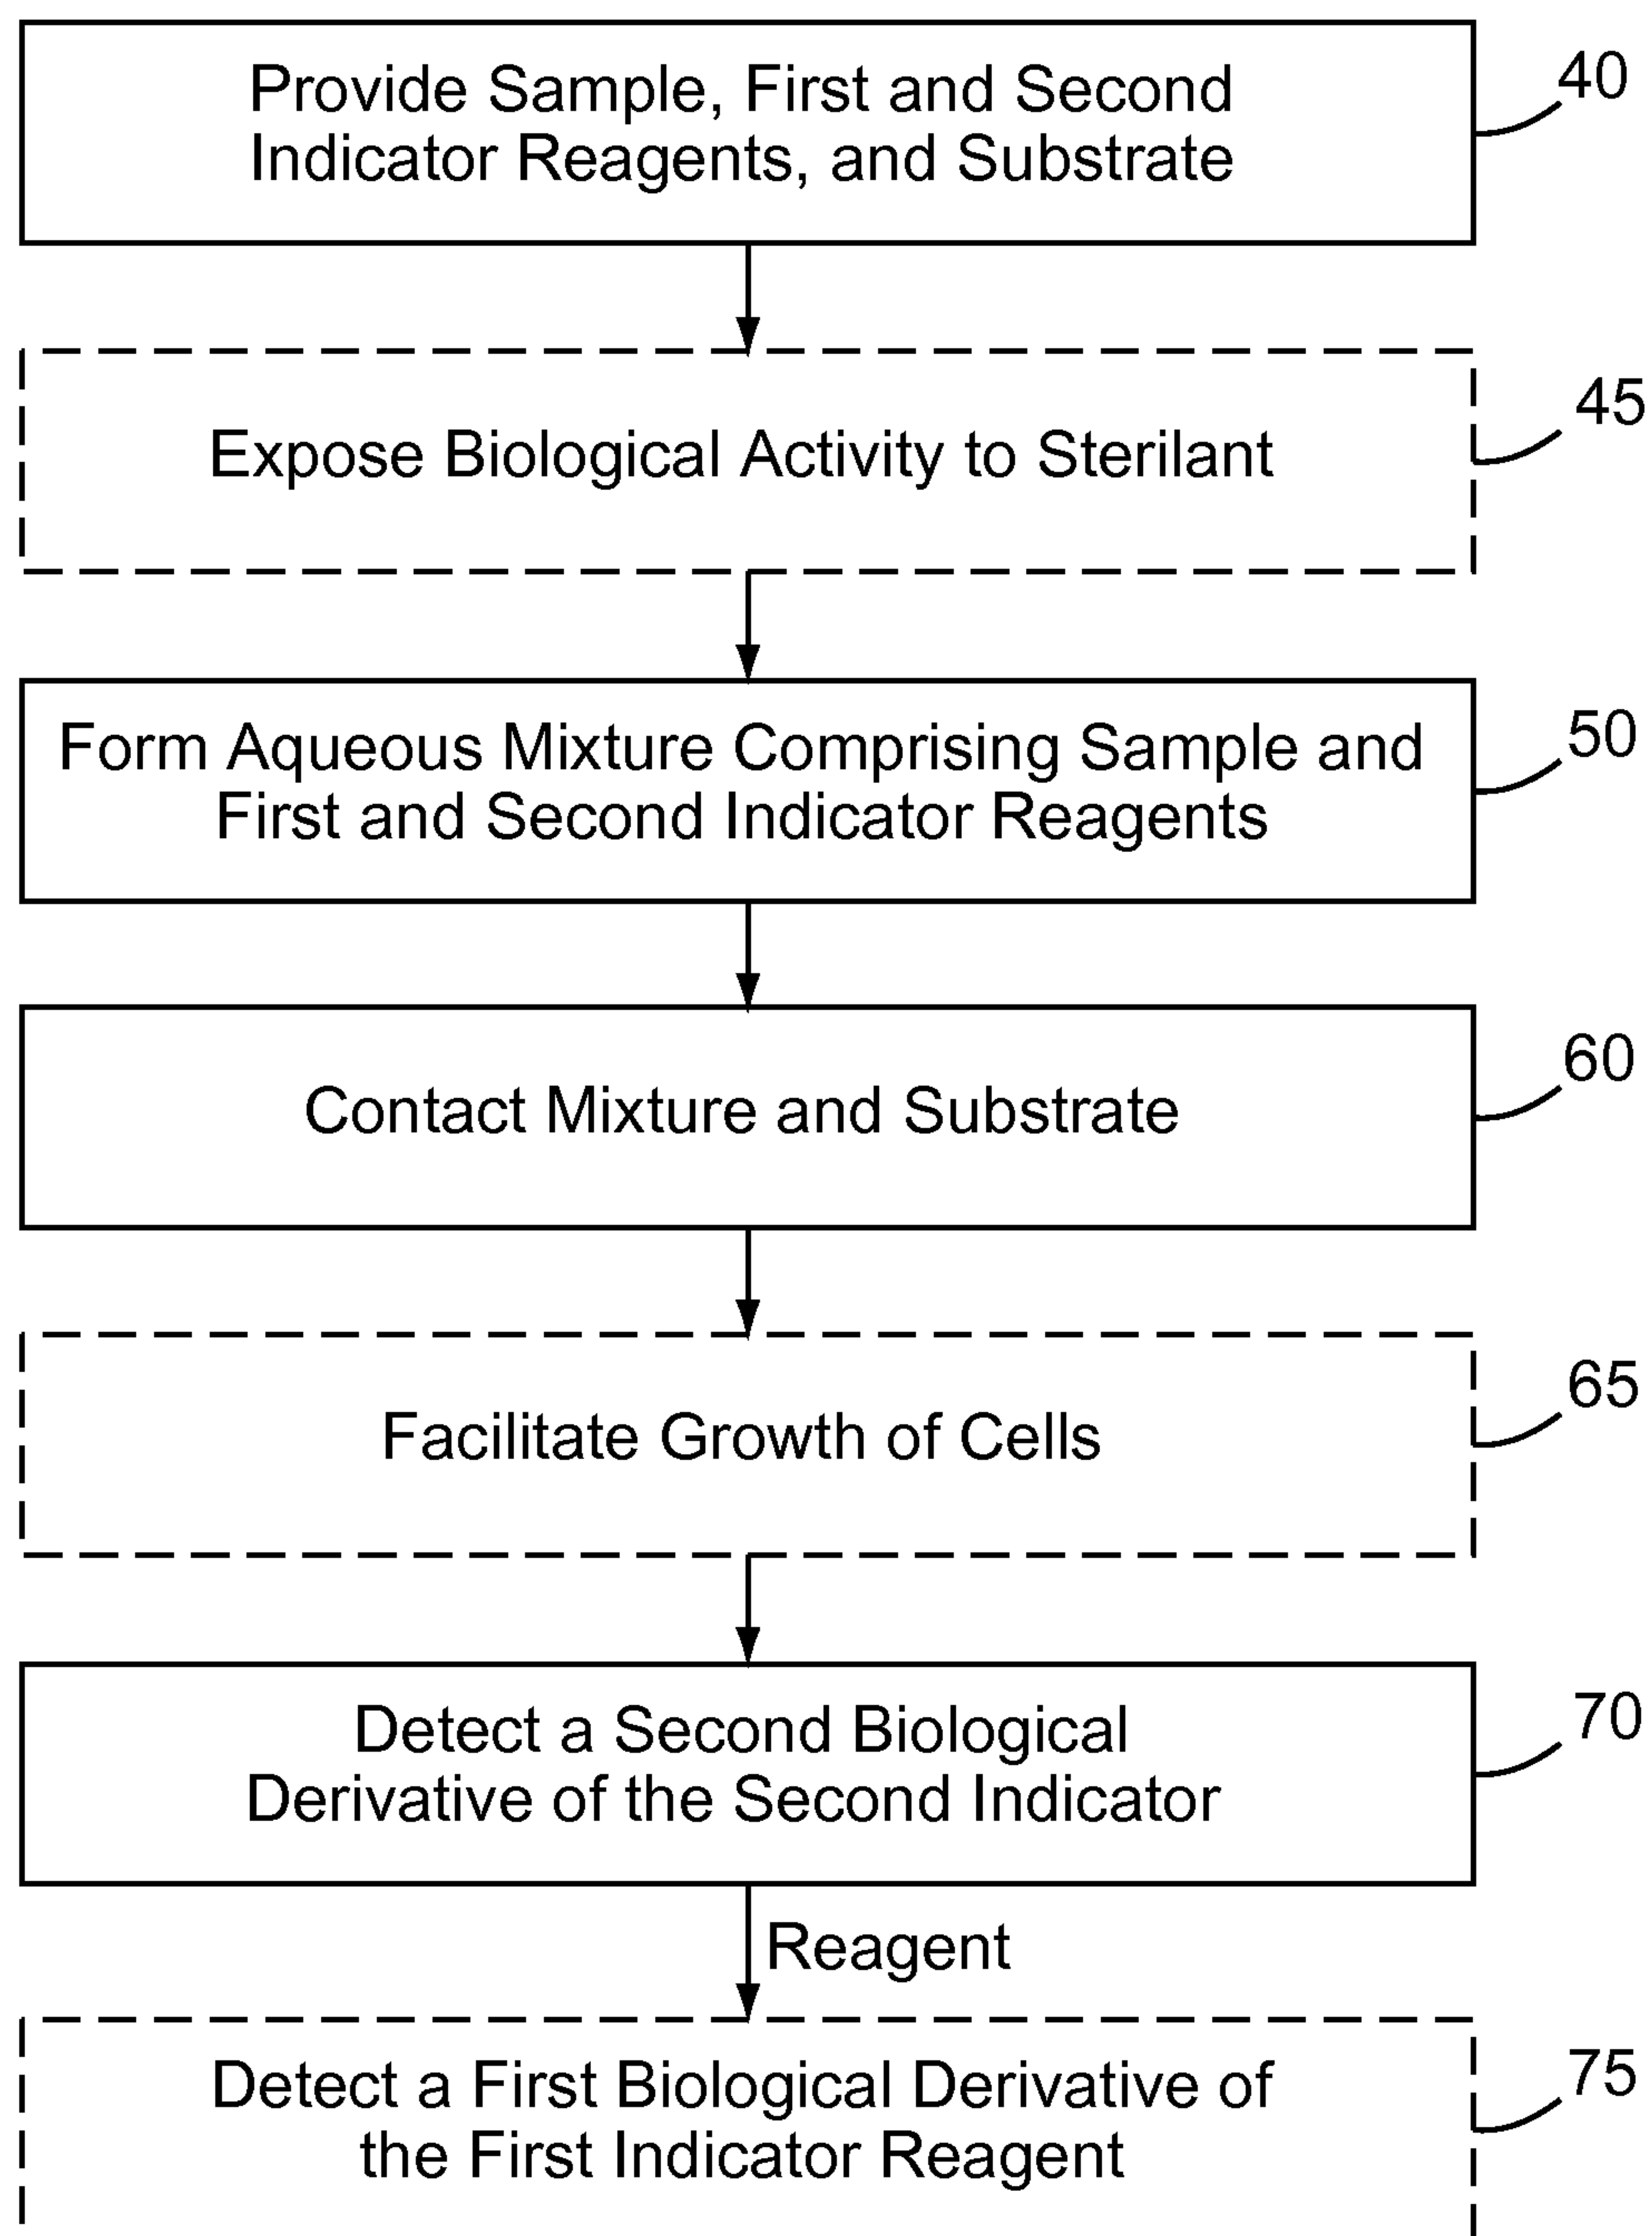 Provide Sample, First and Second
Indicator Reagents, and Substrate
40
Expose Biological Activity to Sterilant
45
Form Aqueous Mixture Comprising Sample and
First and Second Indicator Reagents
50
Contact Mixture and Substrate
60
Facilitate Growth of Cells
65
Detect a Second Biological
Derivative of the Second Indicator
70
Reagent
Detect a First Biological Derivative of
the First Indicator Reagent
75